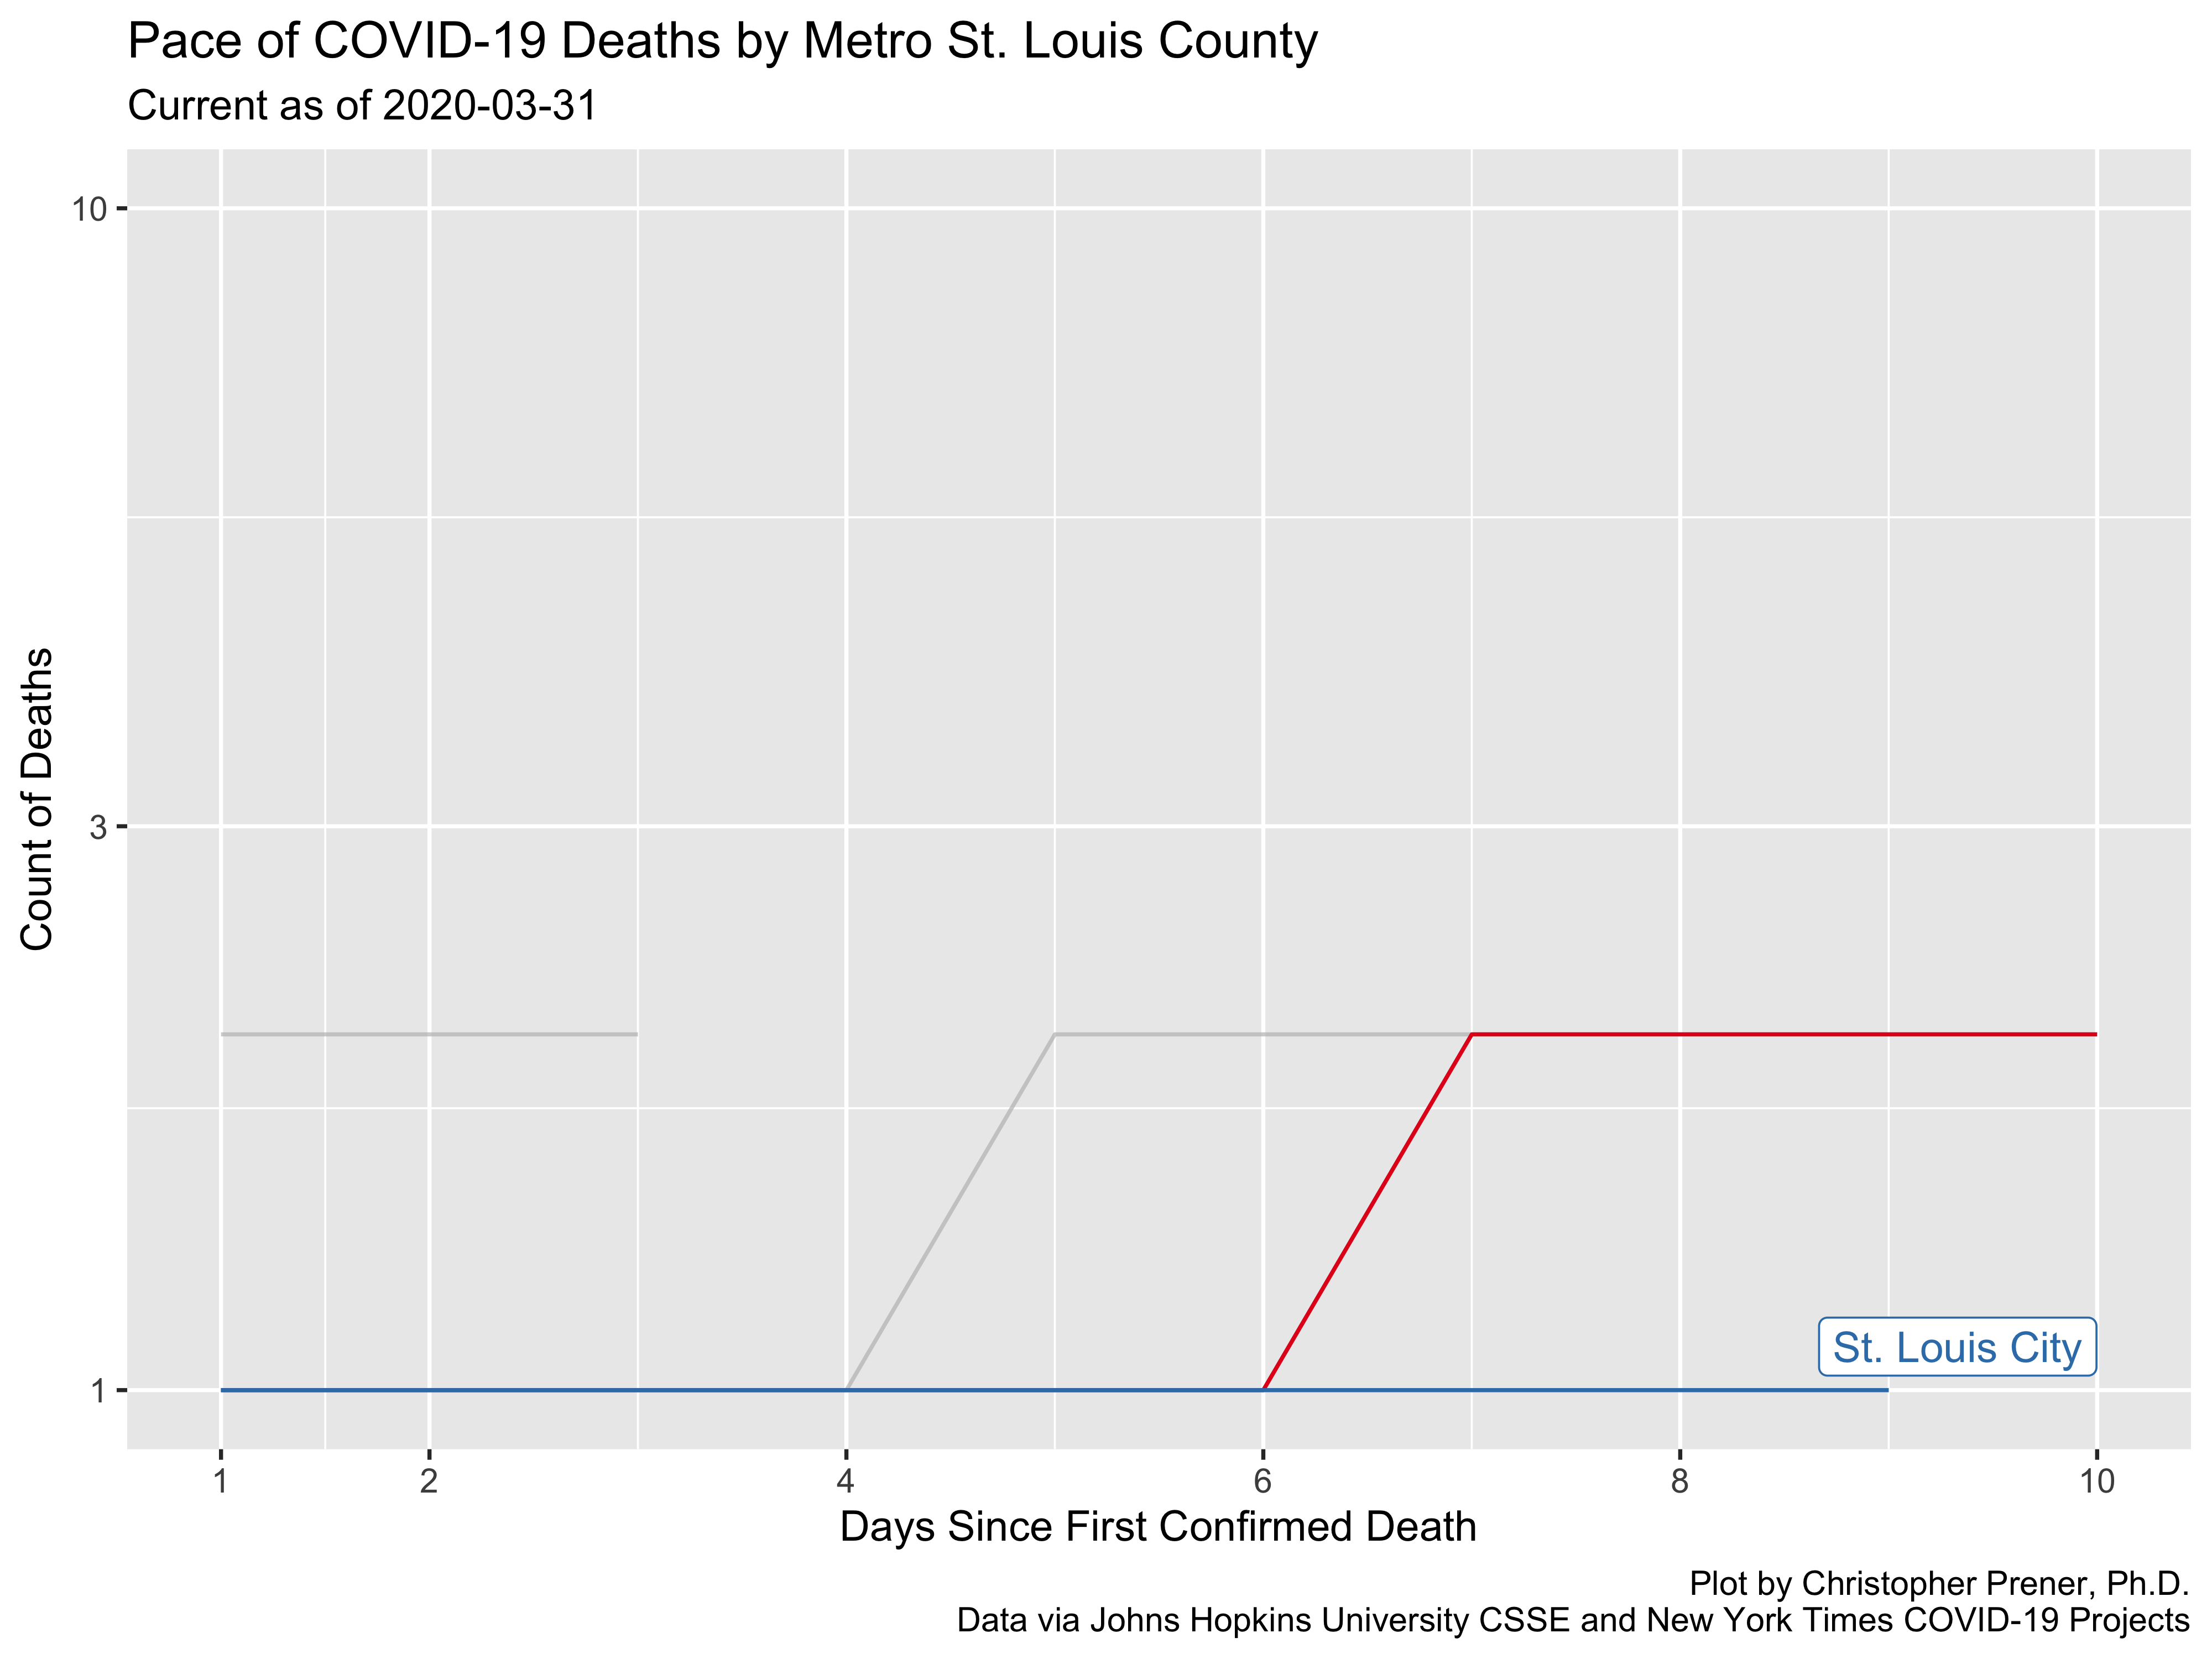 Pace of COVID-19 Deaths by Metro St. Louis County
Current as of 2020-03-31
10
3
1
Count of Deaths
St. Louis City
1 2 4 6 8 10
Days Since First Confirmed Death
Plot by Christopher Prener, Ph.D.
Data via Johns Hopkins University CSSE and New York Times COVID-19 Projects